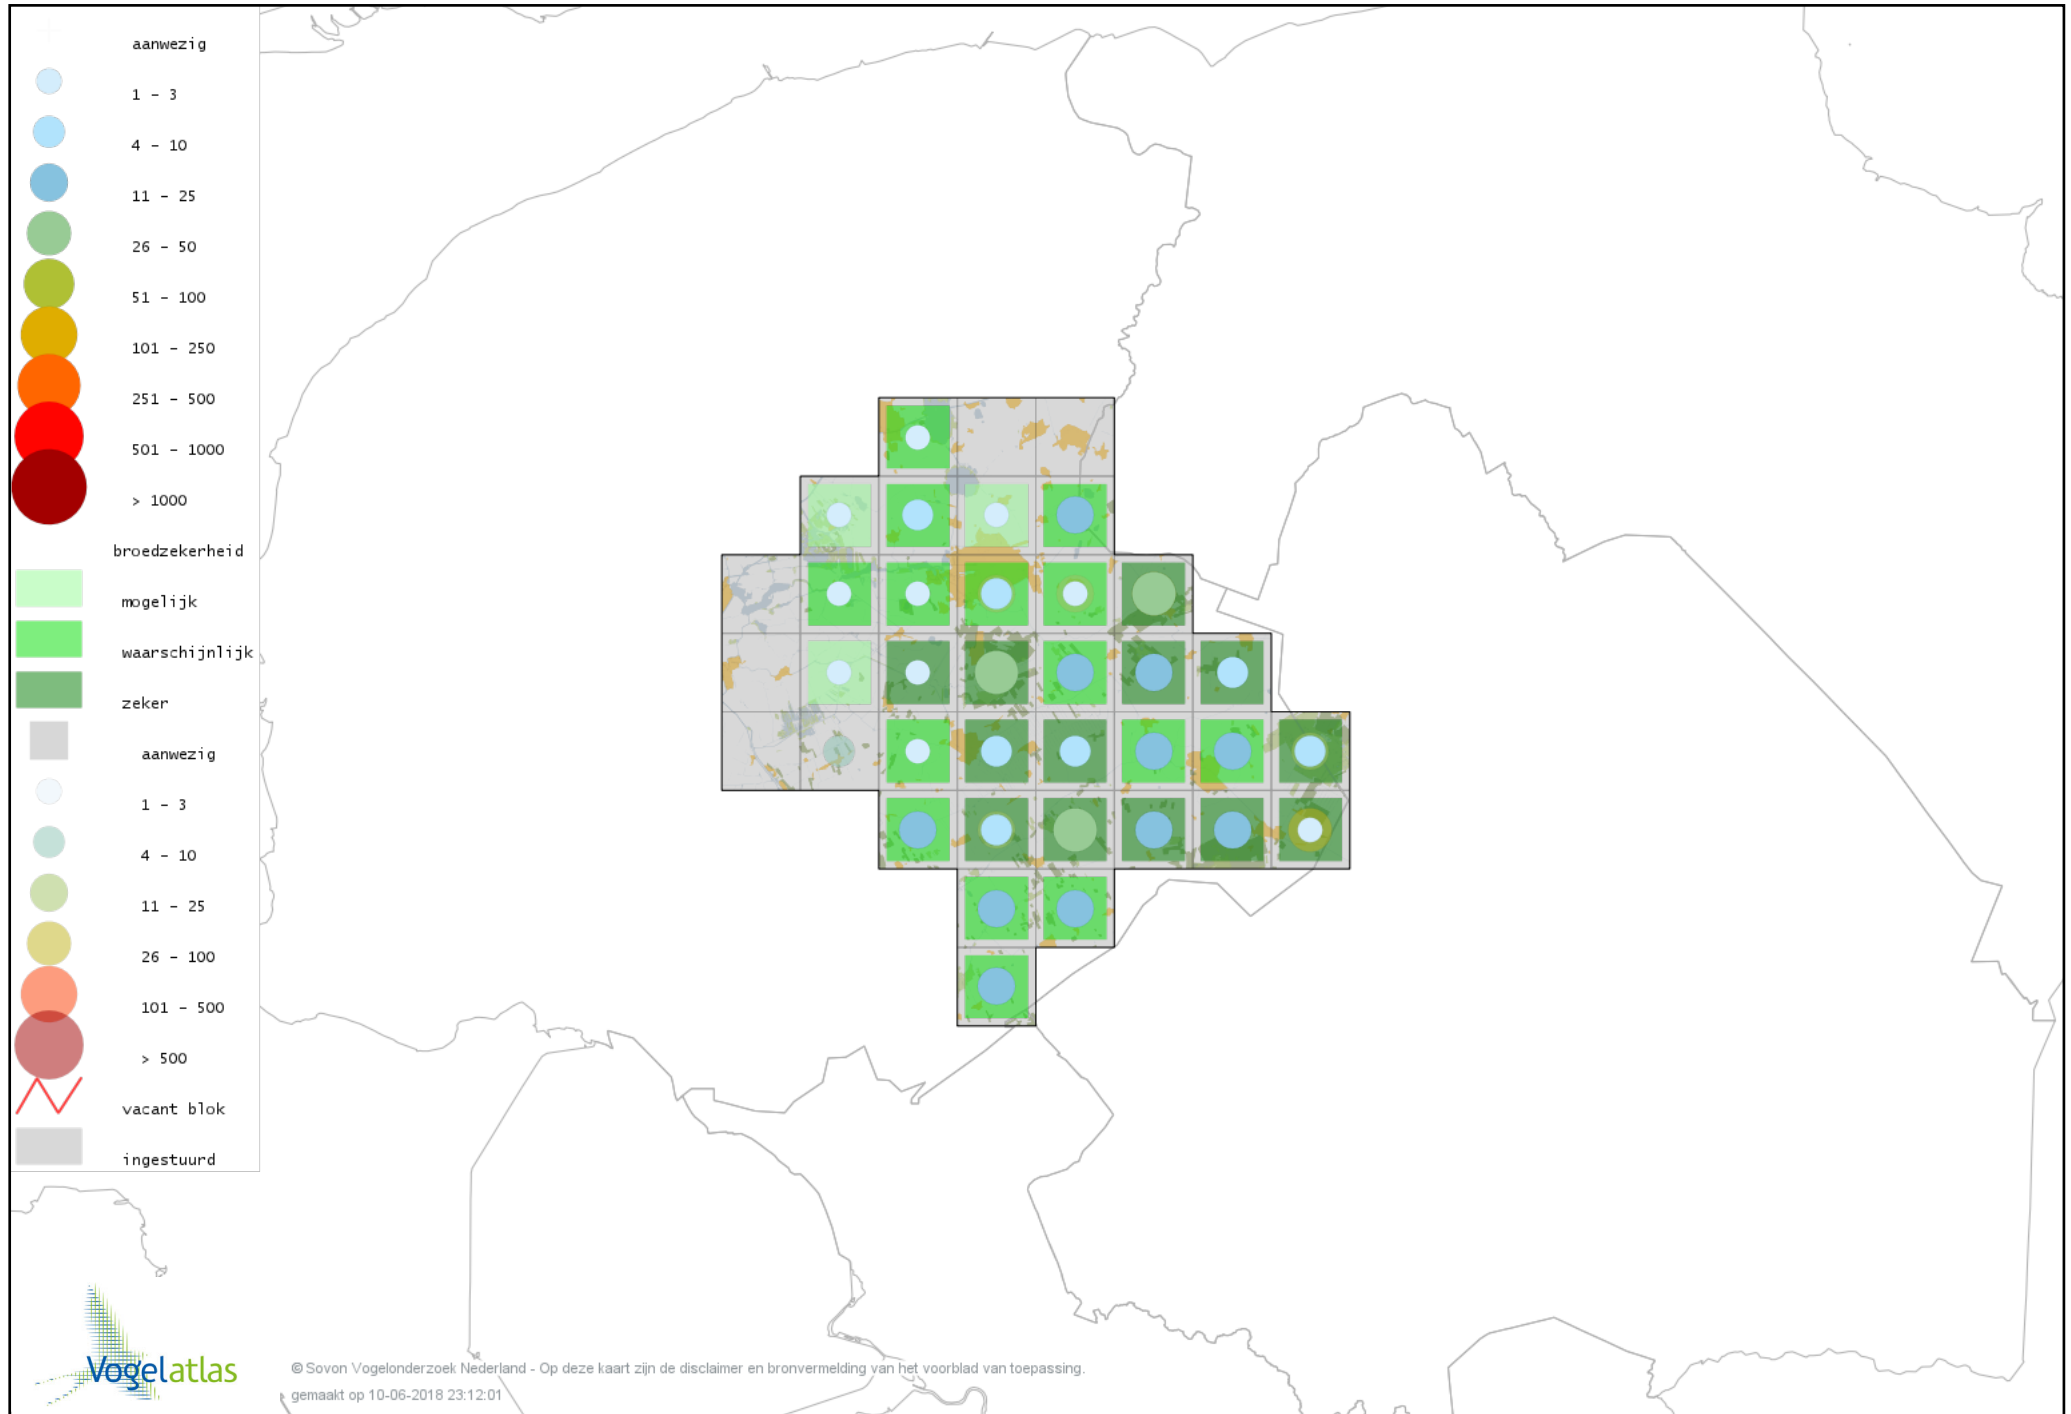 aanwezig
1 - 3
4 - 10
11 - 25
26 - 50
51 - 100
101 - 250
251 - 500
501 - 1000
> 1000
broedzekerheid
mogelijk
waarschijnlijk
zeker
aanwezig
1 - 3
4 - 10
11 - 25
26 - 100
101 - 500
> 500
vacant blok
ingestuurd
Vogelatlas
© Sovon Vogelonderzoek Nederland - Op deze kaart zijn de disclaimer en bronvermelding van het voorblad van toepassing.
gemaakt op 10-06-2018 23:12:01